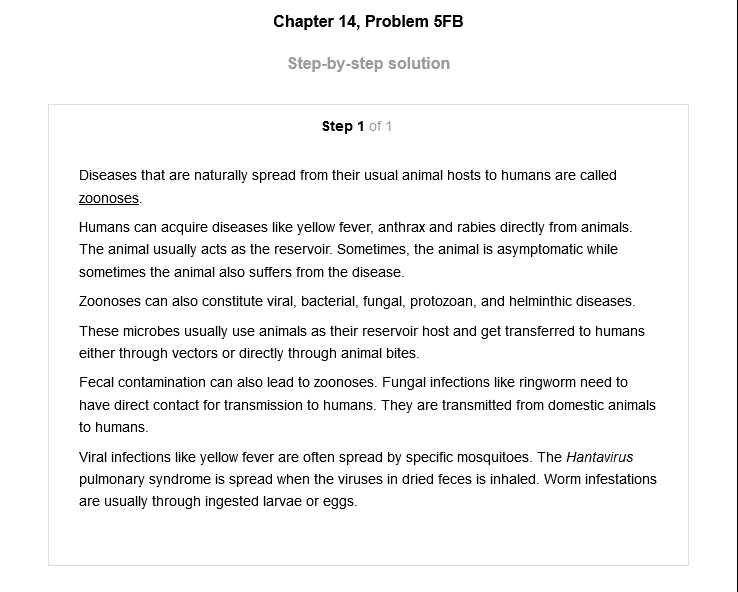 Chapter 14, Problem 5FB
Step-by-step solution
Step 1 of 1
Diseases that are naturally spread from their usual animal hosts to humans are called
zoonoses.
Humans can acquire diseases like yellow fever, anthrax and rabies directly from animals.
The animal usually acts as the reservoir. Sometimes, the animal is asymptomatic while
sometimes the animal also suffers from the disease.
Zoonoses can also constitute viral, bacterial, fungal, protozoan, and helminthic diseases.
These microbes usually use animals as their reservoir host and get transferred to humans
either through vectors or directly through animal bites.
Fecal contamination can also lead to zoonoses. Fungal infections like ringworm need to
have direct contact for transmission to humans. They are transmitted from domestic animals
to humans.
Viral infections like yellow fever are often spread by specific mosquitoes. The Hantavirus
pulmonary syndrome is spread when the viruses in dried feces is inhaled. Worm infestations
are usually through ingested larvae or eggs.